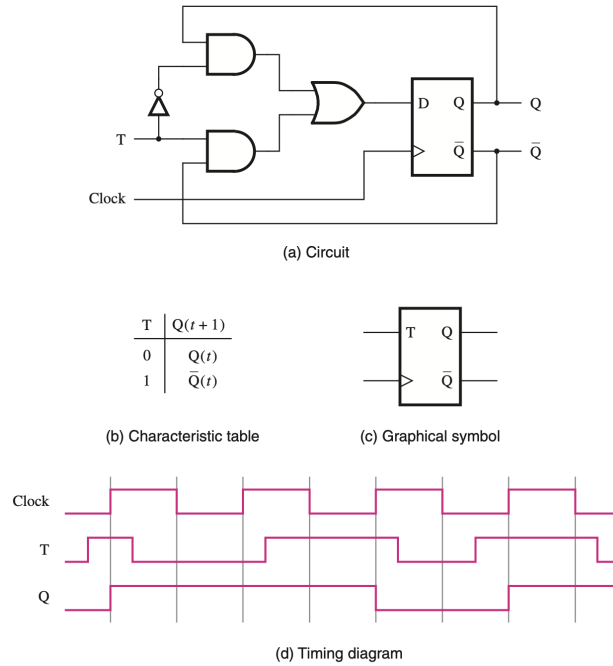 D Q Q
T Q̅ Q̅
Clock
(a) Circuit
T Q(t + 1)
0 Q(t)
1 Q̅(t)
T Q
Q̅
(b) Characteristic table
(c) Graphical symbol
Clock
T
Q
(d) Timing diagram